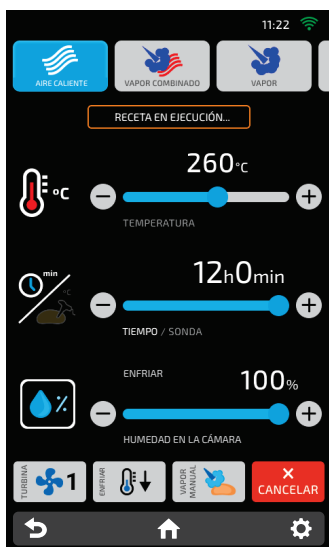 11:22
AIRE CALIENTE
VAPOR COMBINADO
VAPOR
RECETA EN EJECUCIÓN...
260°C
°C
TEMPERATURA
min
°C
12h0min
TIEMPO / SONDA
ENFRIAR
100%
%
HUMEDAD EN LA CÁMARA
TURBINA
1
ENFRIAR
VAPOR
MANUAL
CANCELAR